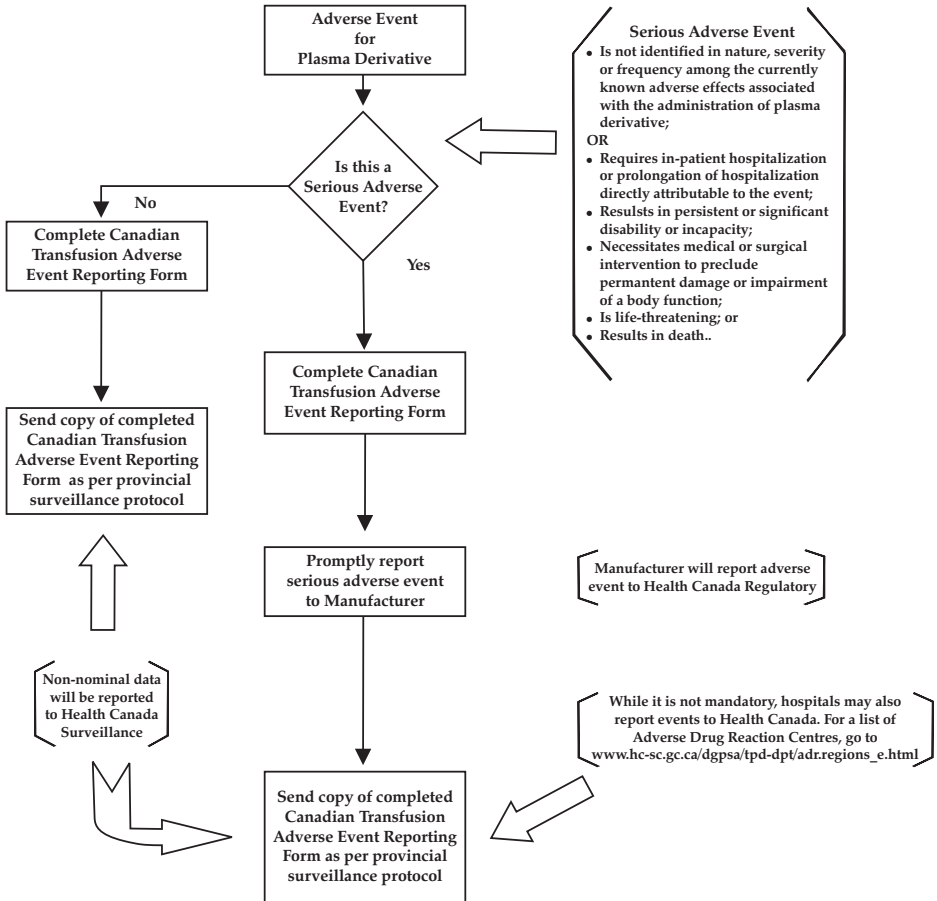 Adverse Event
for
Plasma Derivative
Serious Adverse Event
• Is not identified in nature, severity
or frequency among the currently
known adverse effects associated
with the administration of plasma
derivative;
OR
• Requires in-patient hospitalization
or prolongation of hospitalization
directly attributable to the event;
• Resulsts in persistent or significant
disability or incapacity;
• Necessitates medical or surgical
intervention to preclude
permantent damage or impairment
of a body function;
• Is life-threatening; or
• Results in death..
Is this a
Serious Adverse
Event?
No
Yes
Complete Canadian
Transfusion Adverse
Event Reporting Form
Send copy of completed
Canadian Transfusion
Adverse Event Reporting
Form as per provincial
surveillance protocol
Complete Canadian
Transfusion Adverse
Event Reporting Form
Promptly report
serious adverse event
to Manufacturer
Manufacturer will report adverse
event to Health Canada Regulatory
Non-nominal data
will be reported
to Health Canada
Surveillance
While it is not mandatory, hospitals may also
report events to Health Canada. For a list of
Adverse Drug Reaction Centres, go to
www.hc-sc.gc.ca/dgpsa/tpd-dpt/adr.regions_e.html
Send copy of completed
Canadian Transfusion
Adverse Event Reporting
Form as per provincial
surveillance protocol